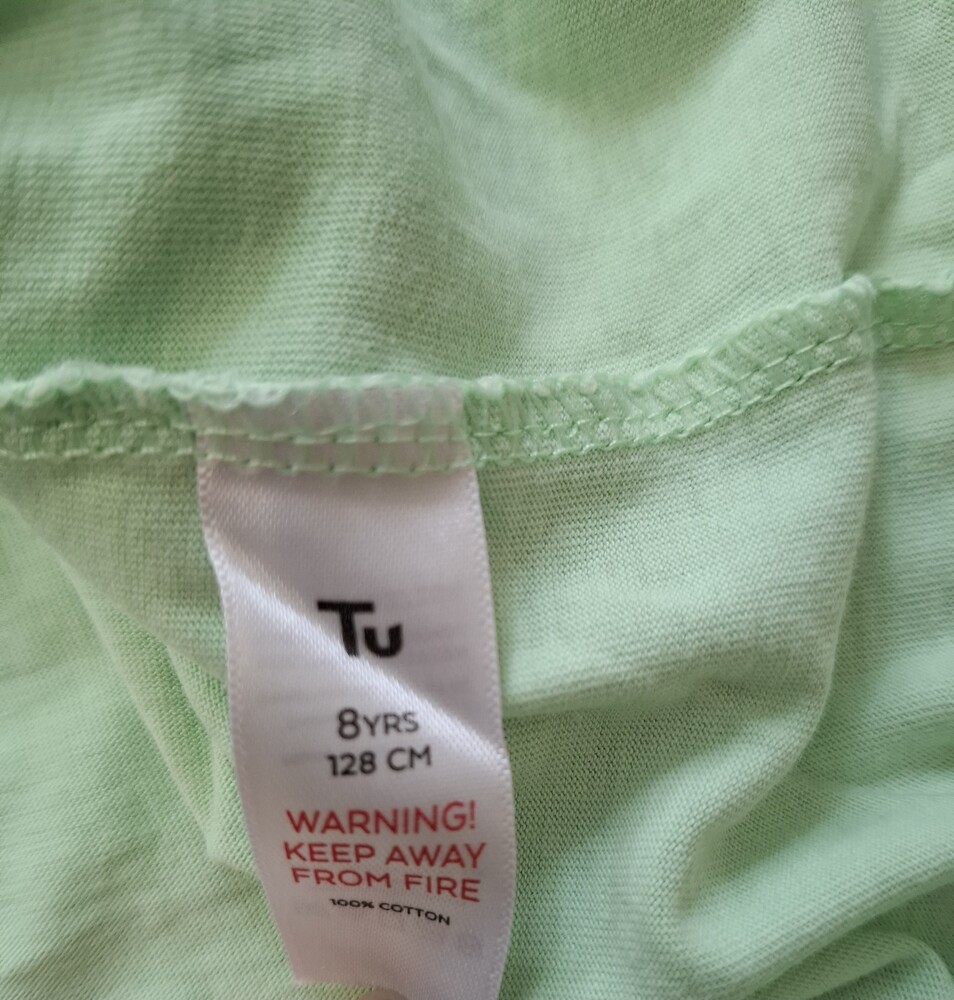 Tu
8YRS
128 CM
WARNING!
KEEP AWAY
FROM FIRE
100% COTTON